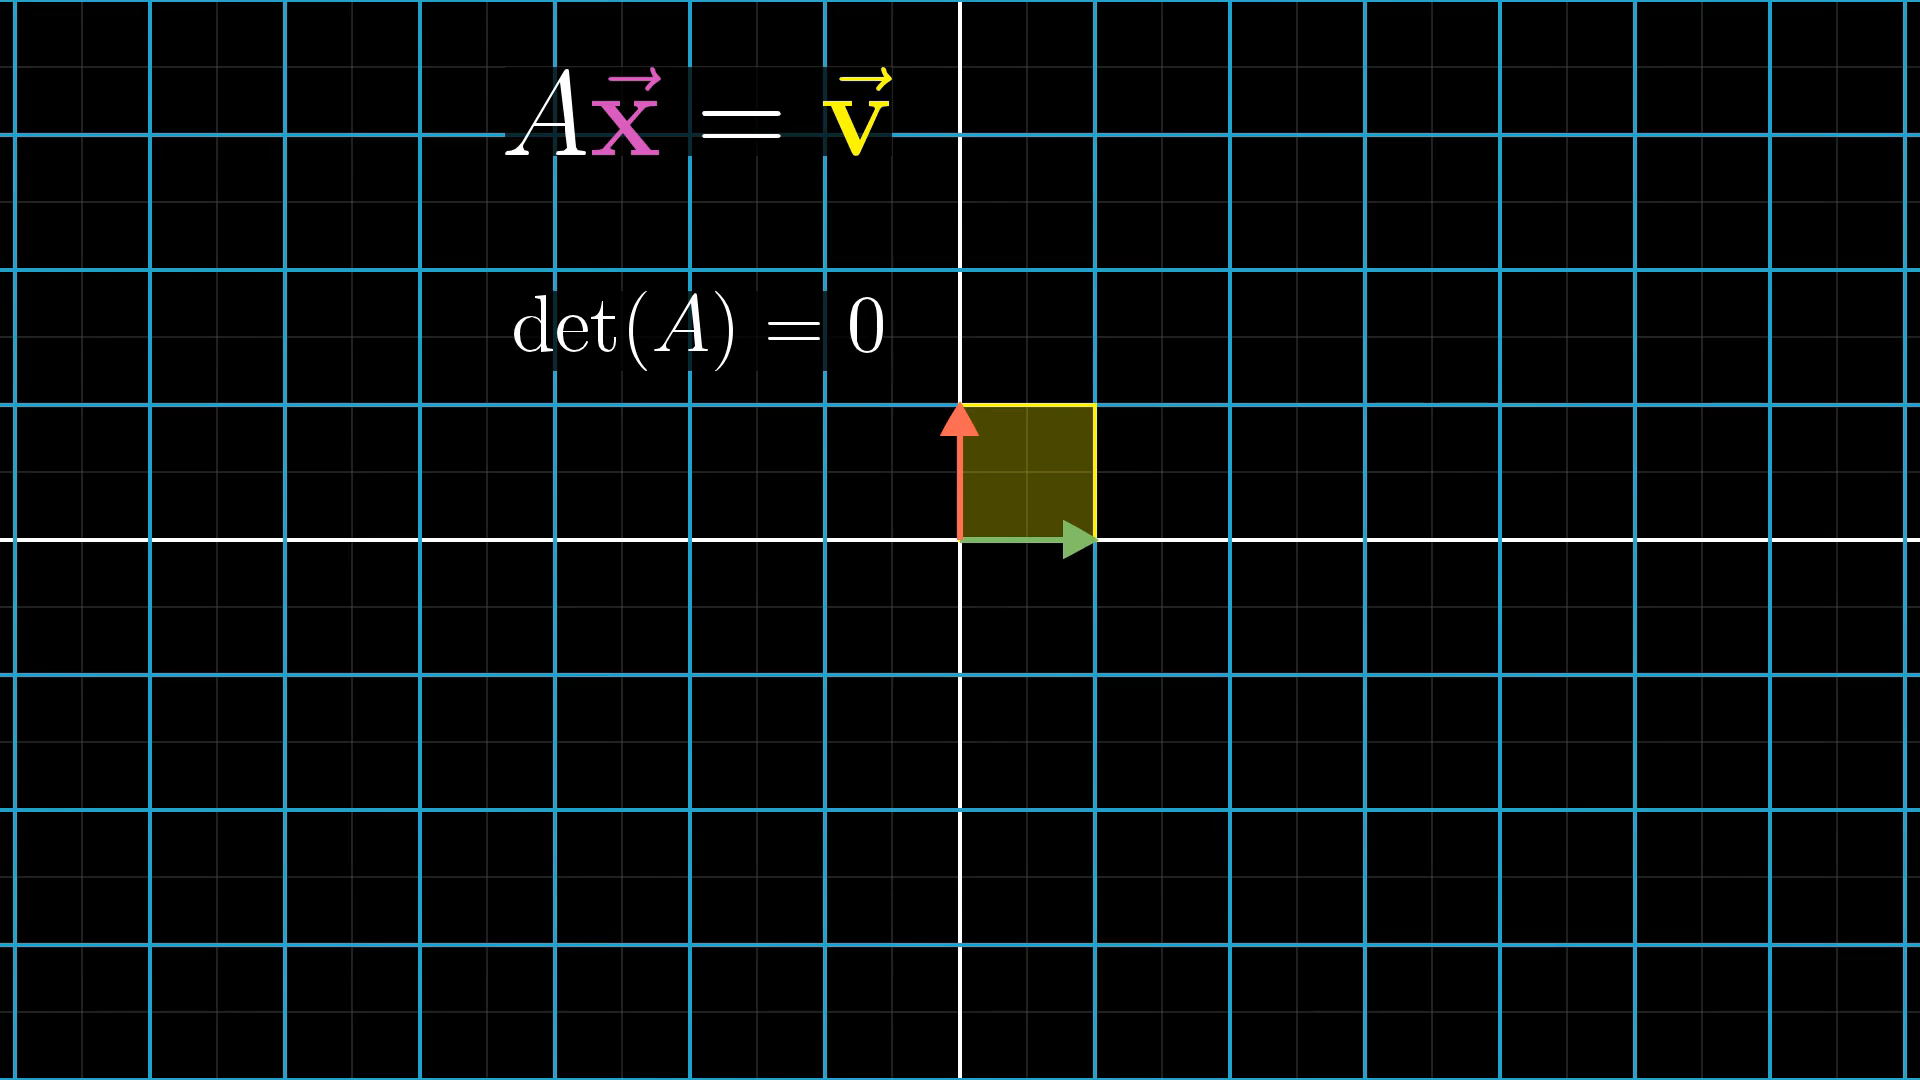 Ax⃗ = v⃗
det(A) = 0